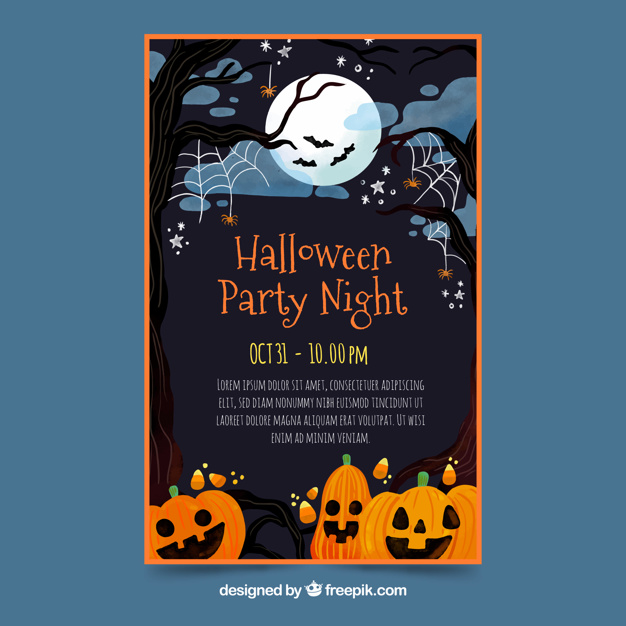 Halloween
Party Night
OCT 31 - 10.00 PM
LOREM IPSUM DOLOR SIT AMET, CONSECTETUER ADIPISCING
ELIT, SED DIAM NONUMMY NIBH EUISMOD TINCIDUNT UT
LAOREET DOLORE MAGNA ALIQUAM ERAT VOLUTPAT. UT WISI
ENIM AD MINIM VENIAM.
designed by freepik.com